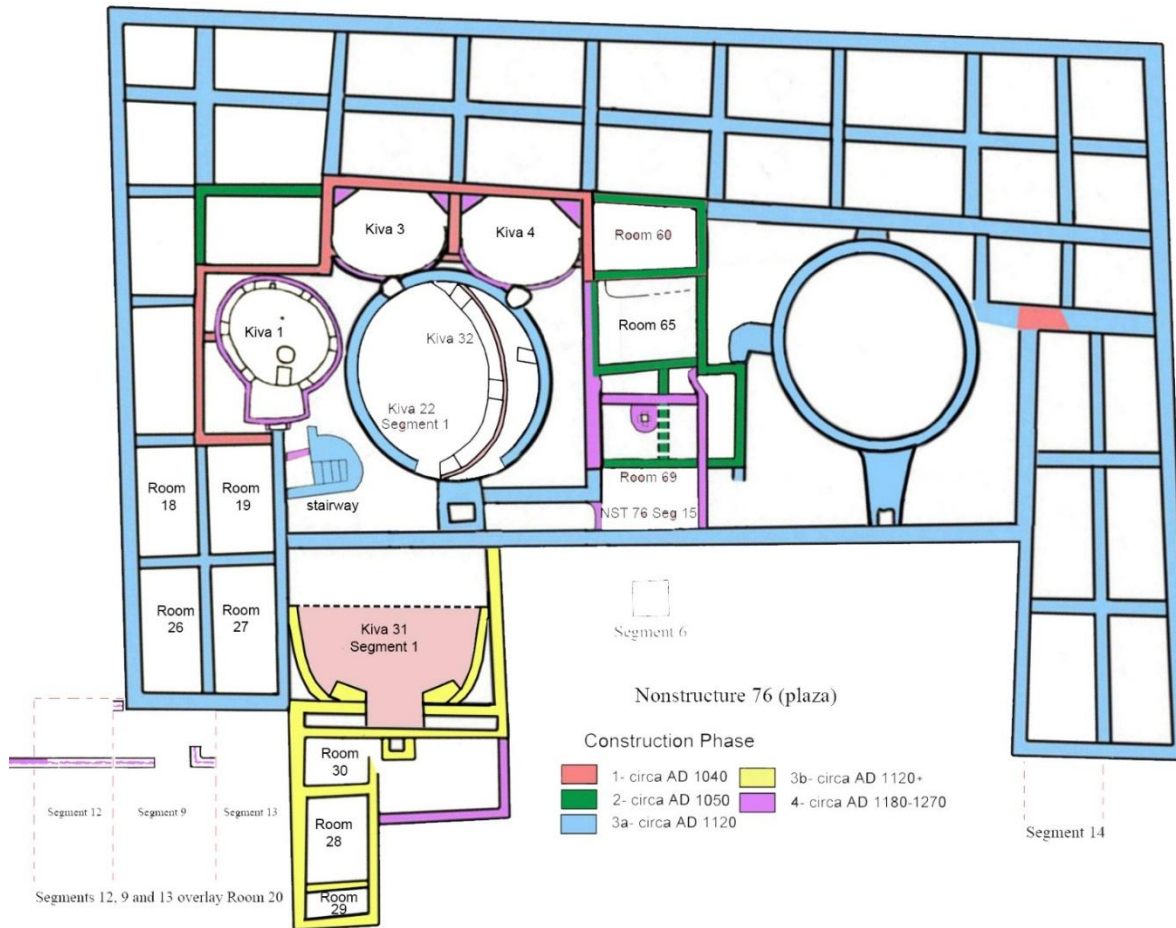 Kiva 3
Kiva 4
Room 60
Kiva 1
Kiva 32
Room 65
Kiva 22
Segment 1
Room
18
Room
19
stairway
Room 69
NST 76 Seg 15
Room
26
Room
27
Kiva 31
Segment 1
Segment 6
Nonstructure 76 (plaza)
Construction Phase
1- circa AD 1040
2- circa AD 1050
3a- circa AD 1120
3b- circa AD 1120+
4- circa AD 1180-1270
Room
30
Room
28
Room
29
Segment 12
Segment 9
Segment 13
Segment 14
Segments 12, 9 and 13 overlay Room 20